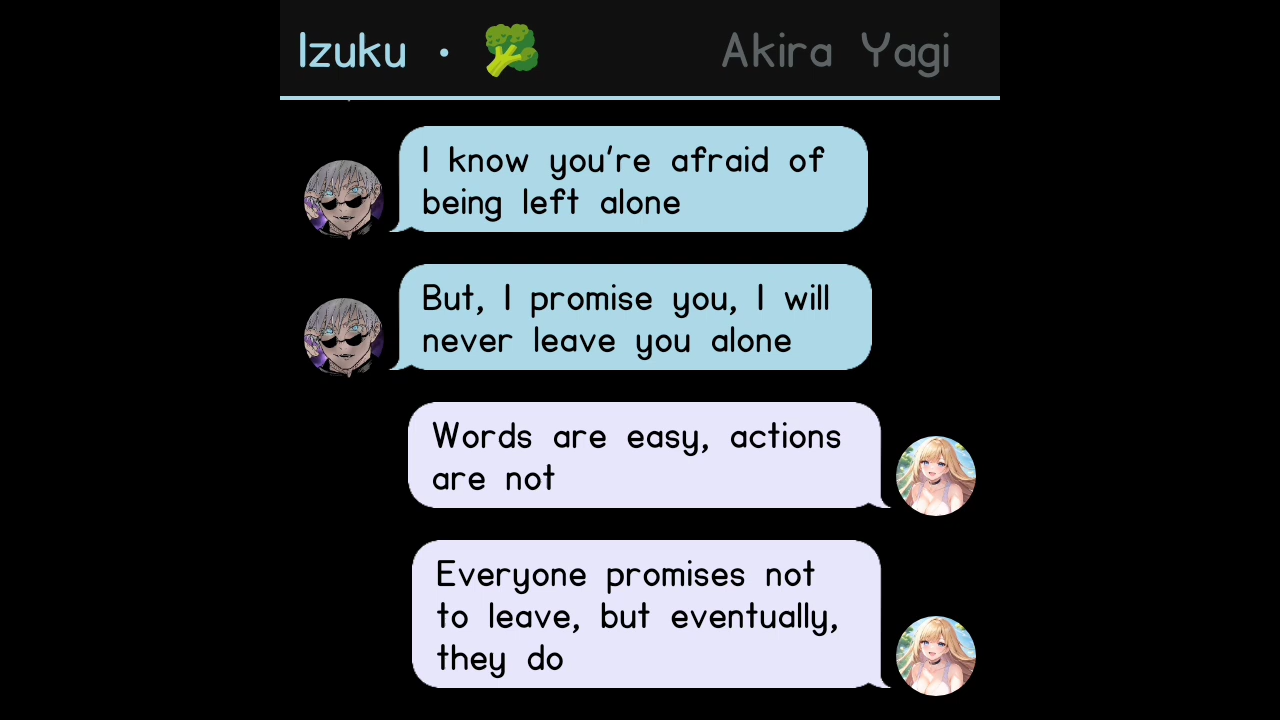 Izuku • 🥦 Akira Yagi
I know you're afraid of
being left alone
But, I promise you, I will
never leave you alone
Words are easy, actions
are not
Everyone promises not
to leave, but eventually,
they do